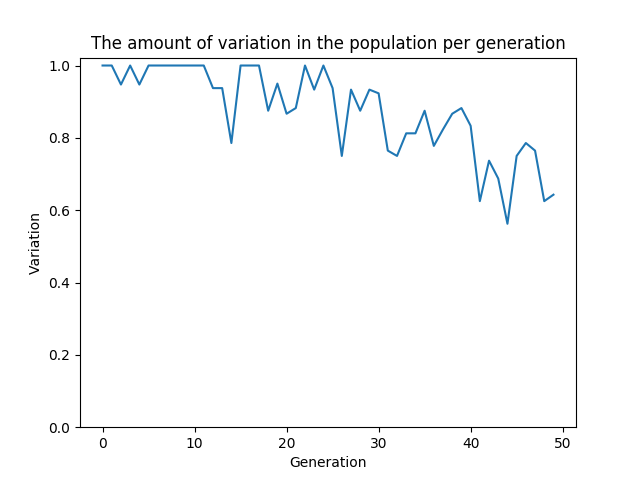 The amount of variation in the population per generation
1.0
0.8
0.6
0.4
0.2
0.0
Variation
0 10 20 30 40 50
Generation